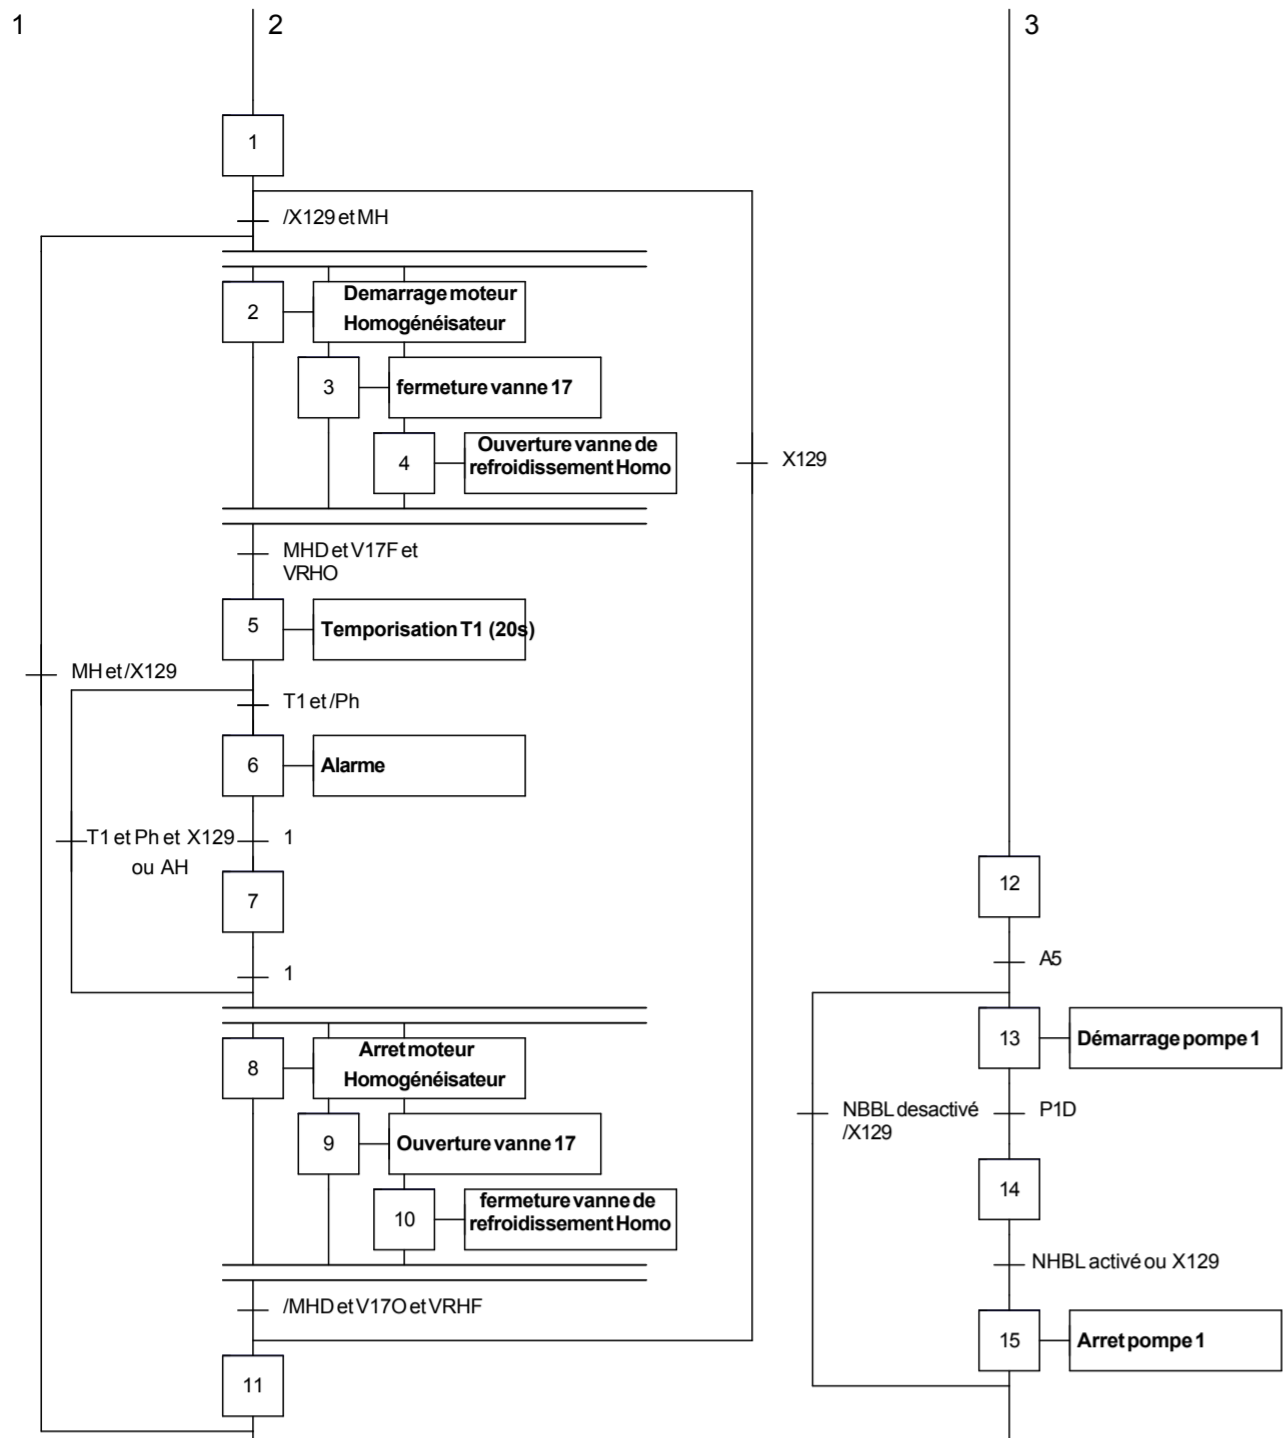 1
2
3
1
/X129 et MH
2
Demarrage moteur
Homogénéisateur
3
fermeture vanne 17
4
Ouverture vanne de
refroidissement Homo
X129
MHD et V17F et
VRHO
5
Temporisation T1 (20s)
MH et /X129
T1 et /Ph
6
Alarme
T1 et Ph et X129
ou AH
1
7
1
12
A5
8
Arret moteur
Homogénéisateur
13
Démarrage pompe 1
9
Ouverture vanne 17
NBBL desactivé
/X129
P1D
10
fermeture vanne de
refroidissement Homo
14
NHBL activé ou X129
/MHD et V17O et VRHF
15
Arret pompe 1
11